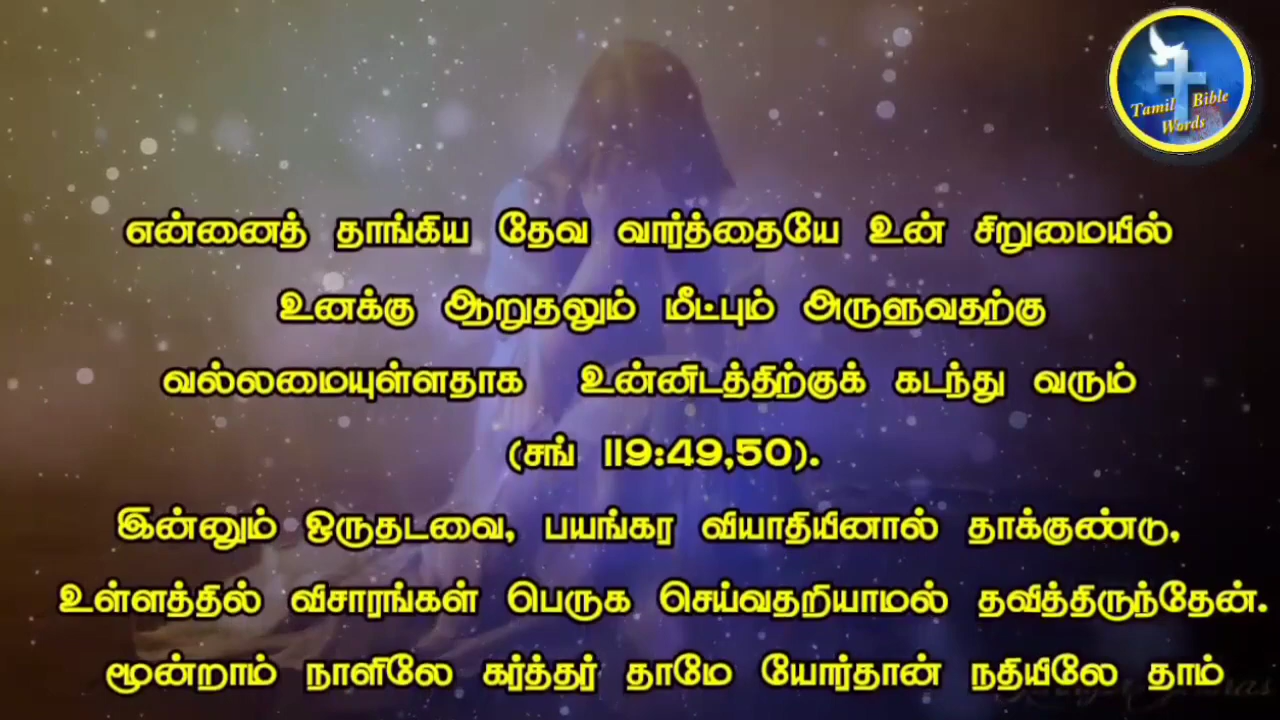 Tamil Bible
Words
என்னைத் தாங்கிய தேவ வார்த்தையே உன் சிறுமையில்
உனக்கு ஆறுதலும் மீட்பும் அருளுவதற்கு
வல்லமையுள்ளதாக உன்னிடத்திற்குக் கடந்து வரும்
(சங் 119:49,50).
இன்னும் ஒருதடவை, பயங்கர வியாதியினால் தாக்குண்டு,
உள்ளத்தில் விசாரங்கள் பெருக செய்வதறியாமல் தவித்திருந்தேன்.
மூன்றாம் நாளிலே கர்த்தர் தாமே யோர்தான் நதியிலே தாம்